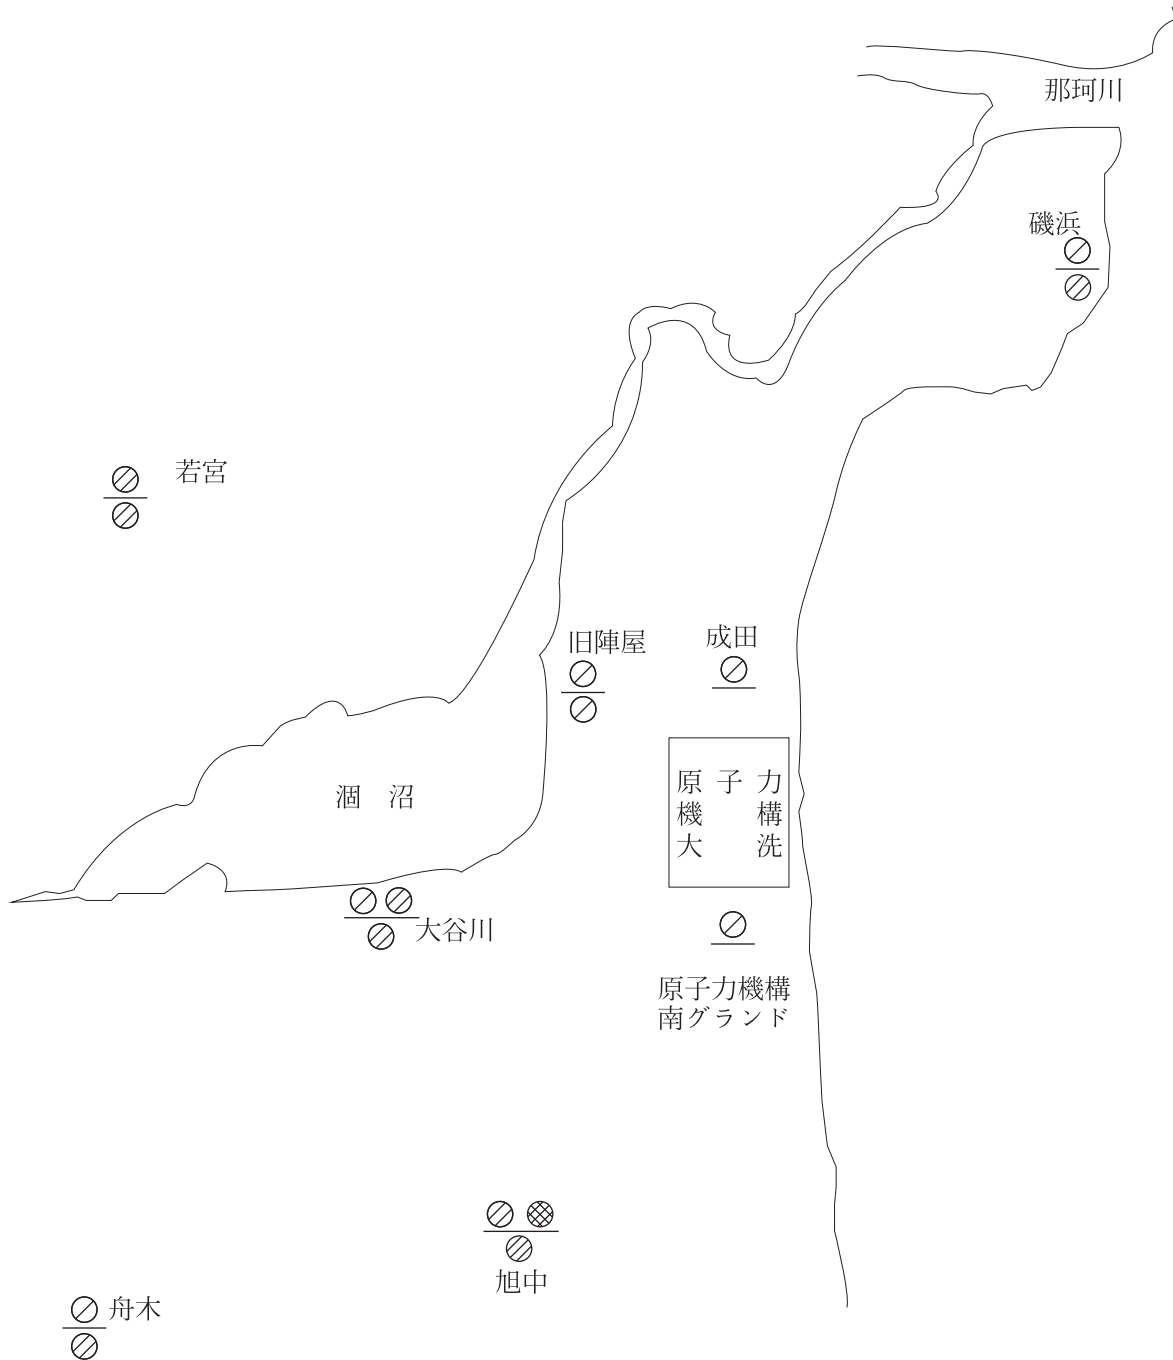 那珂川
磯浜
若宮
旧陣屋
成田
原子力
機構
大洗
涸沼
大谷川
原子力機構
南グランド
旭中
舟木